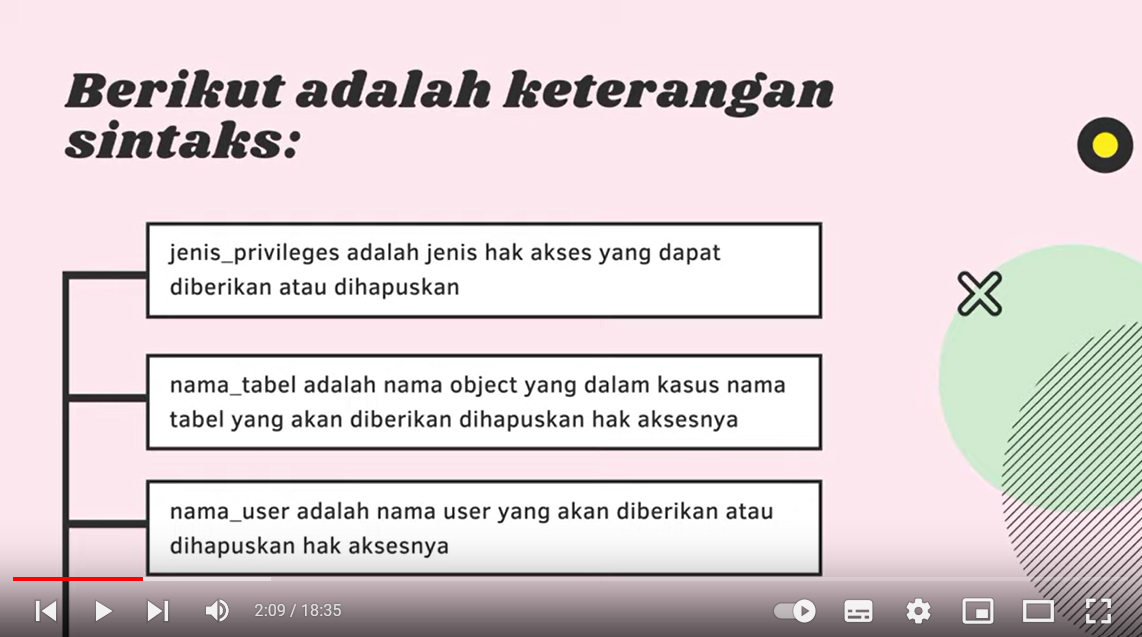 Berikut adalah keterangan
sintaks:
jenis_privileges adalah jenis hak akses yang dapat
diberikan atau dihapuskan
nama_tabel adalah nama object yang dalam kasus nama
tabel yang akan diberikan dihapuskan hak aksesnya
nama_user adalah nama user yang akan diberikan atau
dihapuskan hak aksesnya
2:09 / 18:35